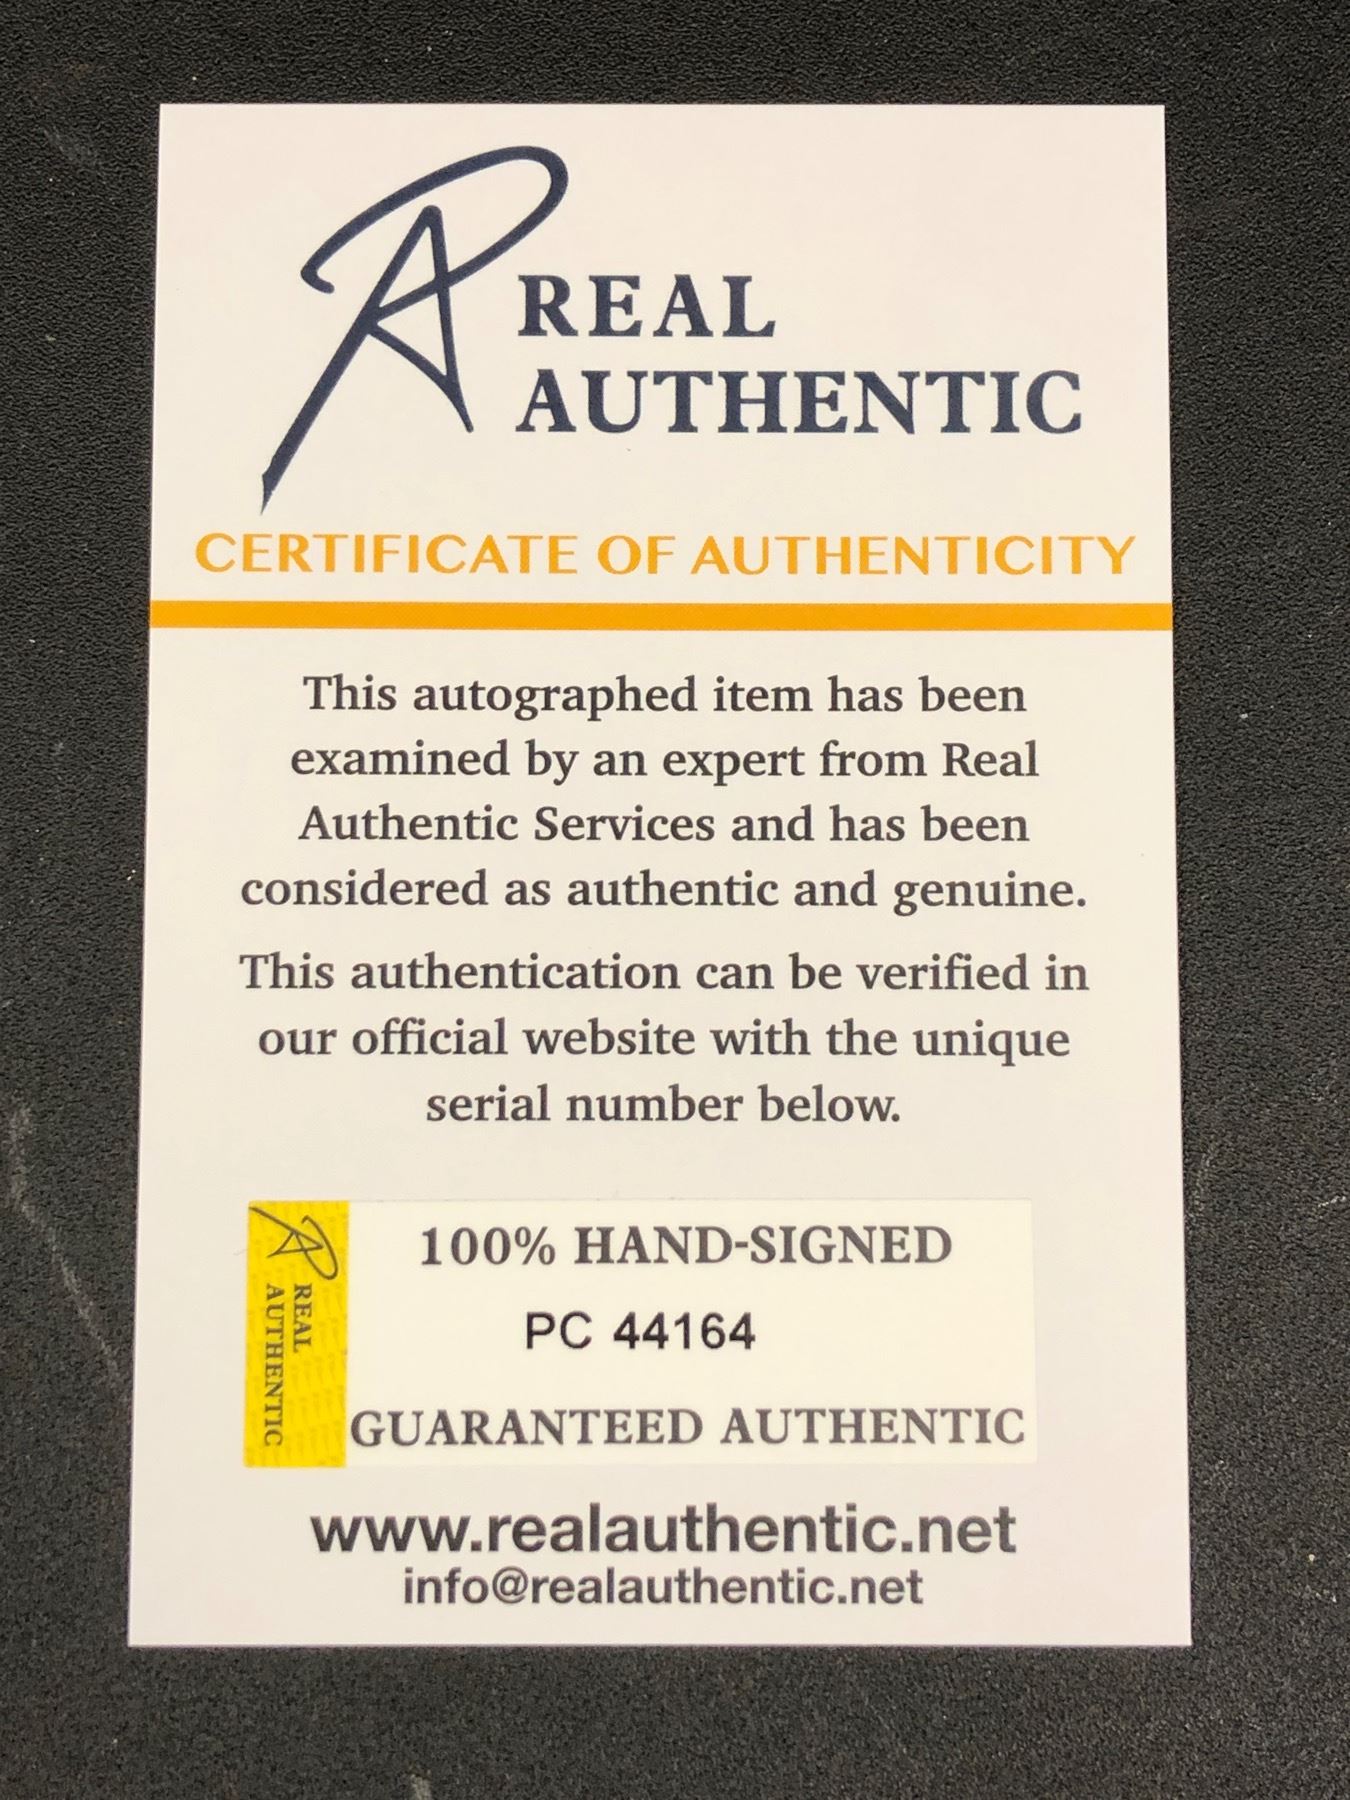 REAL
AUTHENTIC
CERTIFICATE OF AUTHENTICITY
This autographed item has been
examined by an expert from Real
Authentic Services and has been
considered as authentic and genuine.
This authentication can be verified in
our official website with the unique
serial number below.
REAL
AUTHENTIC
100% HAND-SIGNED
PC 44164
GUARANTEED AUTHENTIC
www.realauthentic.net
info@realauthentic.net